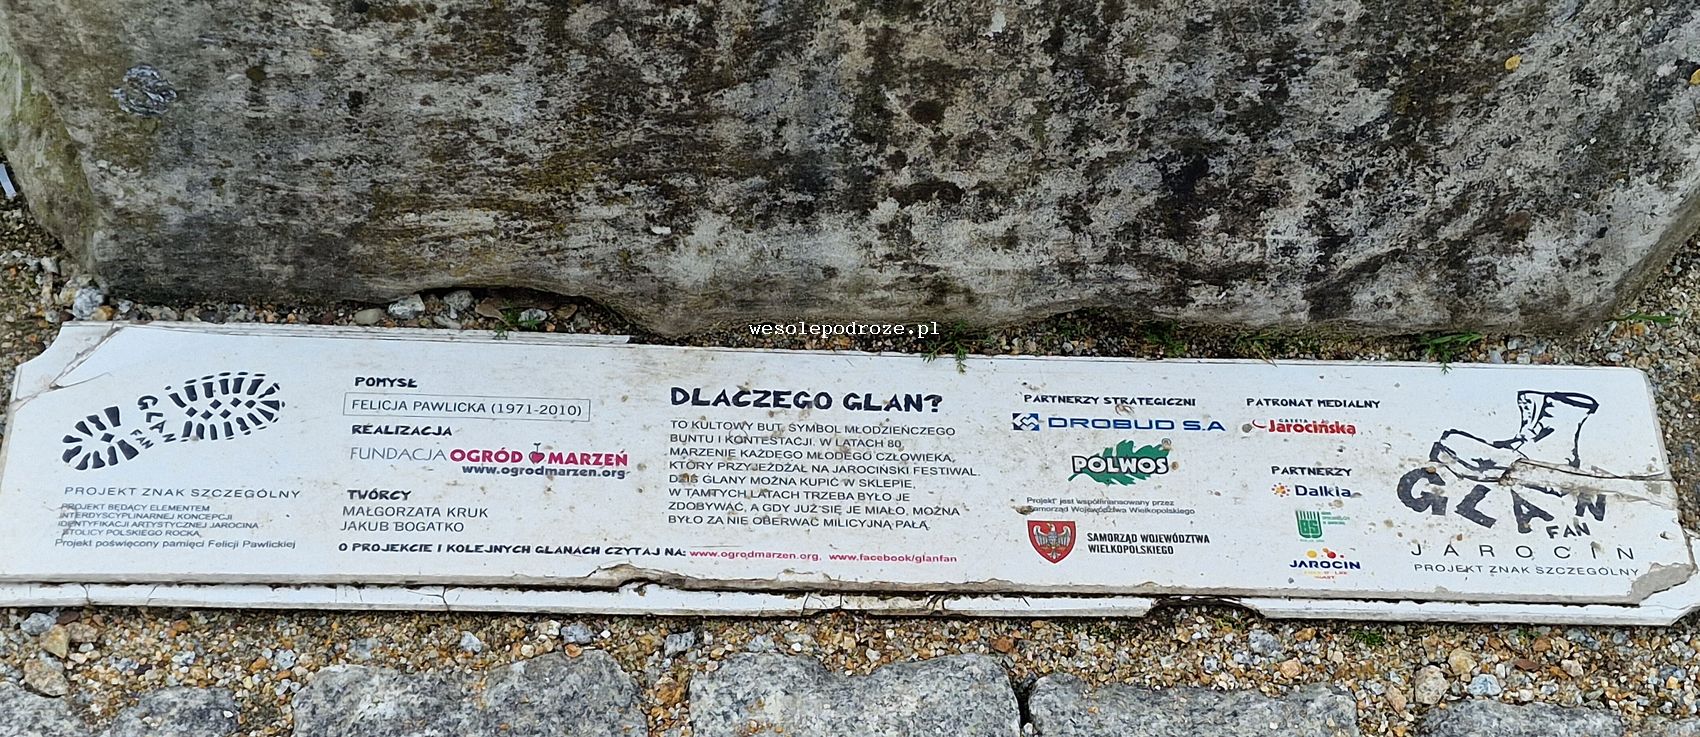 wesolepodroze.pl
GLAN
FAN
PROJEKT ZNAK SZCZEGÓLNY
PROJEKT BĘDĄCY ELEMENTEM
INTERDYSCYPLINARNEJ KONCEPCJI
IDENTYFIKACJI ARTYSTYCZNEJ JAROCINA
STOLICY POLSKIEGO ROCKA.
Projekt poświęcony pamięci Felicji Pawlickiej
POMYSŁ
FELICJA PAWLICKA (1971-2010)
REALIZACJA
FUNDACJA OGRÓD MARZEŃ
www.ogrodmarzen.org
TWÓRCY
MAŁGORZATA KRUK
JAKUB BOGATKO
O PROJEKCIE I KOLEJNYCH GLANACH CZYTAJ NA: www.ogrodmarzen.org, www.facebook/glanfan
DLACZEGO GLAN?
TO KULTOWY BUT, SYMBOL MŁODZIEŃCZEGO
BUNTU I KONTESTACJI. W LATACH 80.
MARZENIE KAŻDEGO MŁODEGO CZŁOWIEKA,
KTÓRY PRZYJEŻDŻAŁ NA JAROCIŃSKI FESTIWAL.
DZIŚ GLANY MOŻNA KUPIĆ W SKLEPIE,
W TAMTYCH LATACH TRZEBA BYŁO JE
ZDOBYWAĆ, A GDY JUŻ SIĘ JE MIAŁO, MOŻNA
BYŁO ZA NIE OBERWAĆ MILICYJNĄ PAŁĄ.
PARTNERZY STRATEGICZNI
DROBUD S.A
POLWOS
Projekt jest współfinansowany przez
Samorząd Województwa Wielkopolskiego
SAMORZĄD WOJEWÓDZTWA
WIELKOPOLSKIEGO
PATRONAT MEDIALNY
Jarocińska
PARTNERZY
Dalkia
JAROCIN
GLAN
FAN
JAROCIN
PROJEKT ZNAK SZCZEGÓLNY